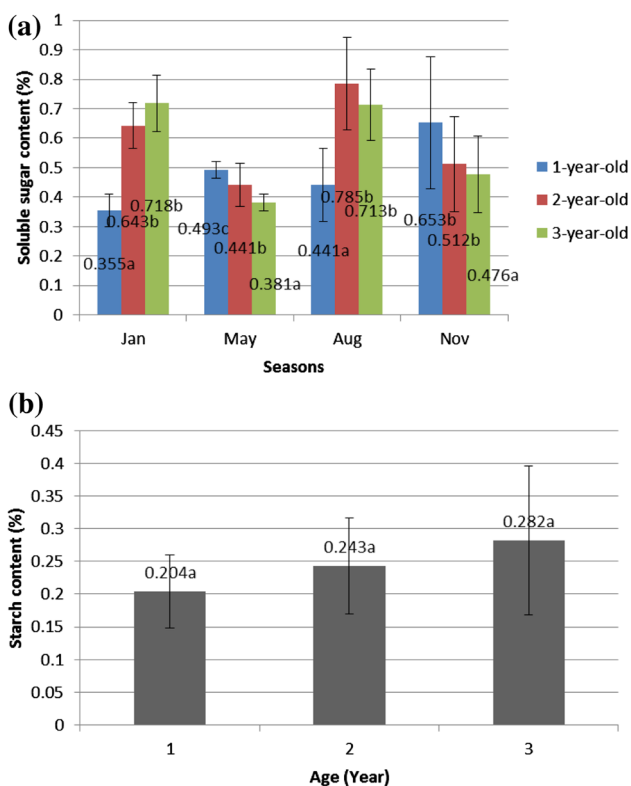 (a)
Soluble sugar content (%)
1
0.9
0.8
0.7
0.6
0.5
0.4
0.3
0.2
0.1
0
0.355a
0.643b
0.718b
0.493c
0.441b
0.381a
0.441a
0.785b
0.713b
0.653b
0.512b
0.476a
Jan May Aug Nov
Seasons
1-year-old
2-year-old
3-year-old
(b)
Starch content (%)
0.45
0.4
0.35
0.3
0.25
0.2
0.15
0.1
0.05
0
0.204a
0.243a
0.282a
1 2 3
Age (Year)